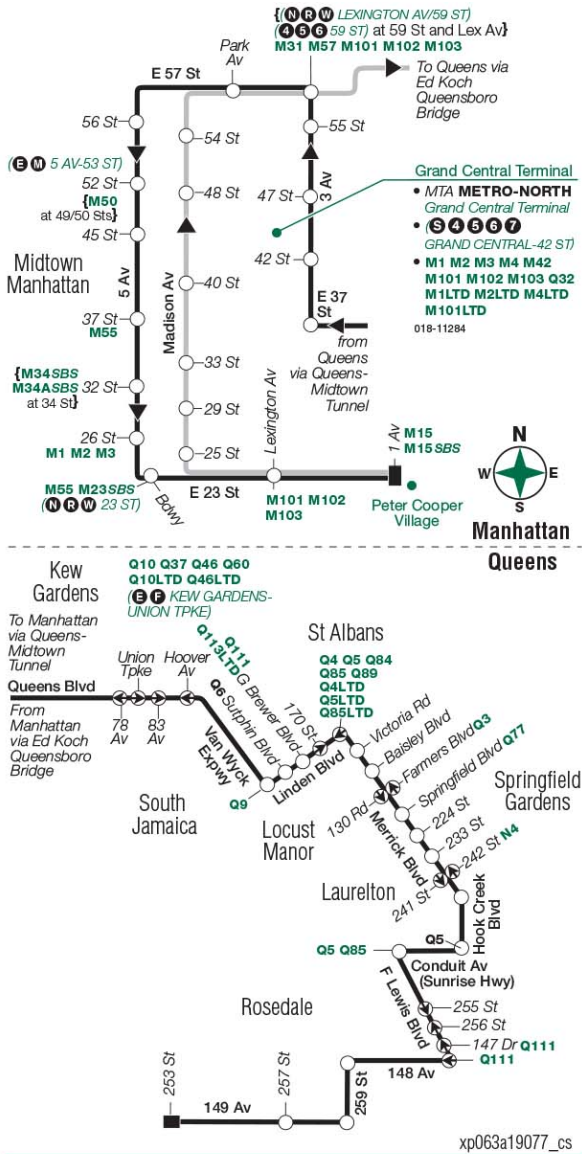 {(N R W LEXINGTON AV/59 ST)
(4 5 6 59 ST) at 59 St and Lex Av}
M31 M57 M101 M102 M103
Park
Av
E 57 St
To Queens via
Ed Koch
Queensboro
Bridge
56 St
54 St
55 St
(E M 5 AV-53 ST)
52 St
{M50
at 49/50 Sts}
45 St
48 St
47 St
3 Av
Grand Central Terminal
• MTA METRO-NORTH
Grand Central Terminal
• (S 4 5 6 7
GRAND CENTRAL-42 ST)
• M1 M2 M3 M4 M42
M101 M102 M103 Q32
M1LTD M2LTD M4LTD
M101LTD
018-11284
Midtown
Manhattan
5 Av
Madison Av
42 St
40 St
E 37
St
37 St
M55
from
Queens
via Queens-
Midtown
Tunnel
33 St
{M34SBS
M34ASBS
at 34 St}
32 St
29 St
26 St
M1 M2 M3
25 St
Lexington Av
1 Av
M15
M15 SBS
M55 M23SBS
(N R W 23 ST)
Bdwy
E 23 St
M101 M102
M103
Peter Cooper
Village
N
W E
S
Manhattan
Queens
Kew
Gardens
Q10 Q37 Q46 Q60
Q10LTD Q46LTD
(E F KEW GARDENS-
UNION TPKE)
To Manhattan
via Queens-
Midtown
Tunnel
Queens Blvd
From
Manhattan
via Ed Koch
Queensboro
Bridge
Union
Tpke
Hoover
Av
78
Av
83
Av
Van Wyck
Expwy
Q9
Q6 Sutphin Blvd
Q111
Q113LTD G Brewer Blvd
170 St
Linden Blvd
St Albans
Q4 Q5 Q84
Q85 Q89
Q4LTD
Q5LTD
Q85LTD
Victoria Rd
Baisley Blvd
Farmers Blvd Q3
Springfield Blvd Q77
130 Rd
Merrick Blvd
224 St
233 St
242 St N4
241 St
South
Jamaica
Locust
Manor
Springfield
Gardens
Laurelton
Hook Creek
Blvd
Q5 Q85
Q5
Conduit Av
(Sunrise Hwy)
F Lewis Blvd
255 St
256 St
147 Dr Q111
Q111
Rosedale
148 Av
259 St
257 St
149 Av
253 St
xp063a19077_cs